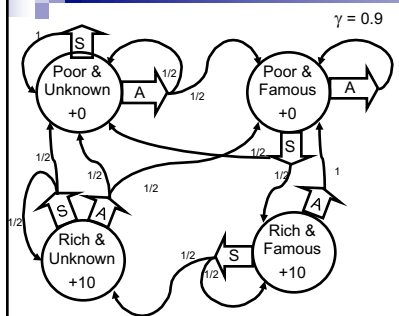 γ = 0.9
1
S
Poor &
Unknown
+0
A
1/2
1/2
Poor &
Famous
+0
A
S
1/2
1/2
1/2
1/2
1/2
1
1/2
S
A
Rich &
Unknown
+10
A
Rich &
Famous
+10
S
1/2
1/2